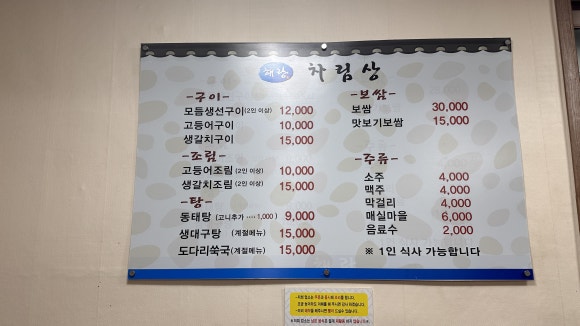 해강 차림상
-구이-
모듬생선구이(2인 이상) 12,000
고등어구이 10,000
생갈치구이 15,000
-조림-
고등어조림(2인 이상) 10,000
생갈치조림(2인 이상) 15,000
-탕-
동태탕 (고니추가 ····1,000) 9,000
생대구탕 (계절메뉴) 15,000
도다리쑥국(계절메뉴) 15,000
-보쌈-
보쌈 30,000
맛보기보쌈 15,000
-주류-
소주 4,000
맥주 4,000
막걸리 4,000
매실마을 6,000
음료수 2,000
※ 1인 식사 가능합니다